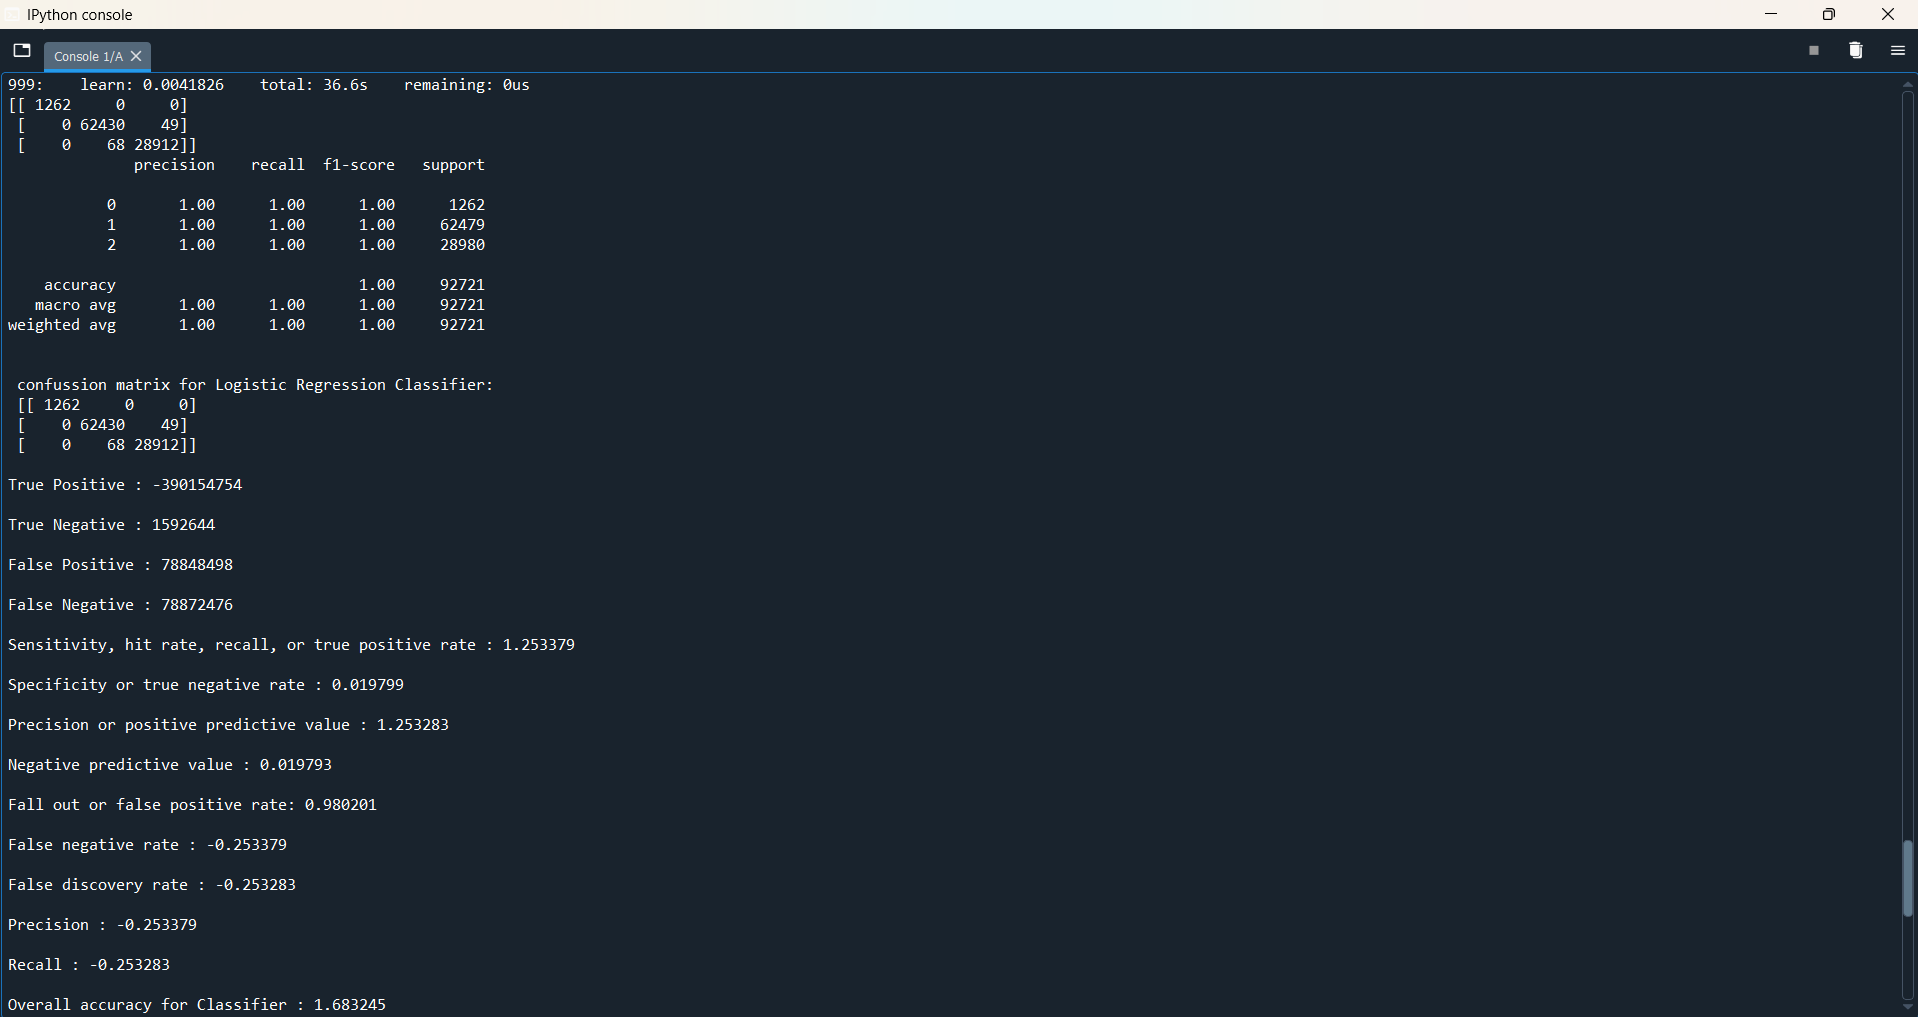 IPython console
Console 1/A
999:    learn: 0.0041826    total: 36.6s    remaining: 0us
[[ 1262     0     0]
 [    0 62430    49]
 [    0    68 28912]]
              precision    recall  f1-score   support

           0       1.00      1.00      1.00      1262
           1       1.00      1.00      1.00     62479
           2       1.00      1.00      1.00     28980

    accuracy                           1.00     92721
   macro avg       1.00      1.00      1.00     92721
weighted avg       1.00      1.00      1.00     92721

 confussion matrix for Logistic Regression Classifier:
 [[ 1262     0     0]
 [    0 62430    49]
 [    0    68 28912]]
True Positive : -390154754
True Negative : 1592644
False Positive : 78848498
False Negative : 78872476
Sensitivity, hit rate, recall, or true positive rate : 1.253379
Specificity or true negative rate : 0.019799
Precision or positive predictive value : 1.253283
Negative predictive value : 0.019793
Fall out or false positive rate: 0.980201
False negative rate : -0.253379
False discovery rate : -0.253283
Precision : -0.253379
Recall : -0.253283
Overall accuracy for Classifier : 1.683245